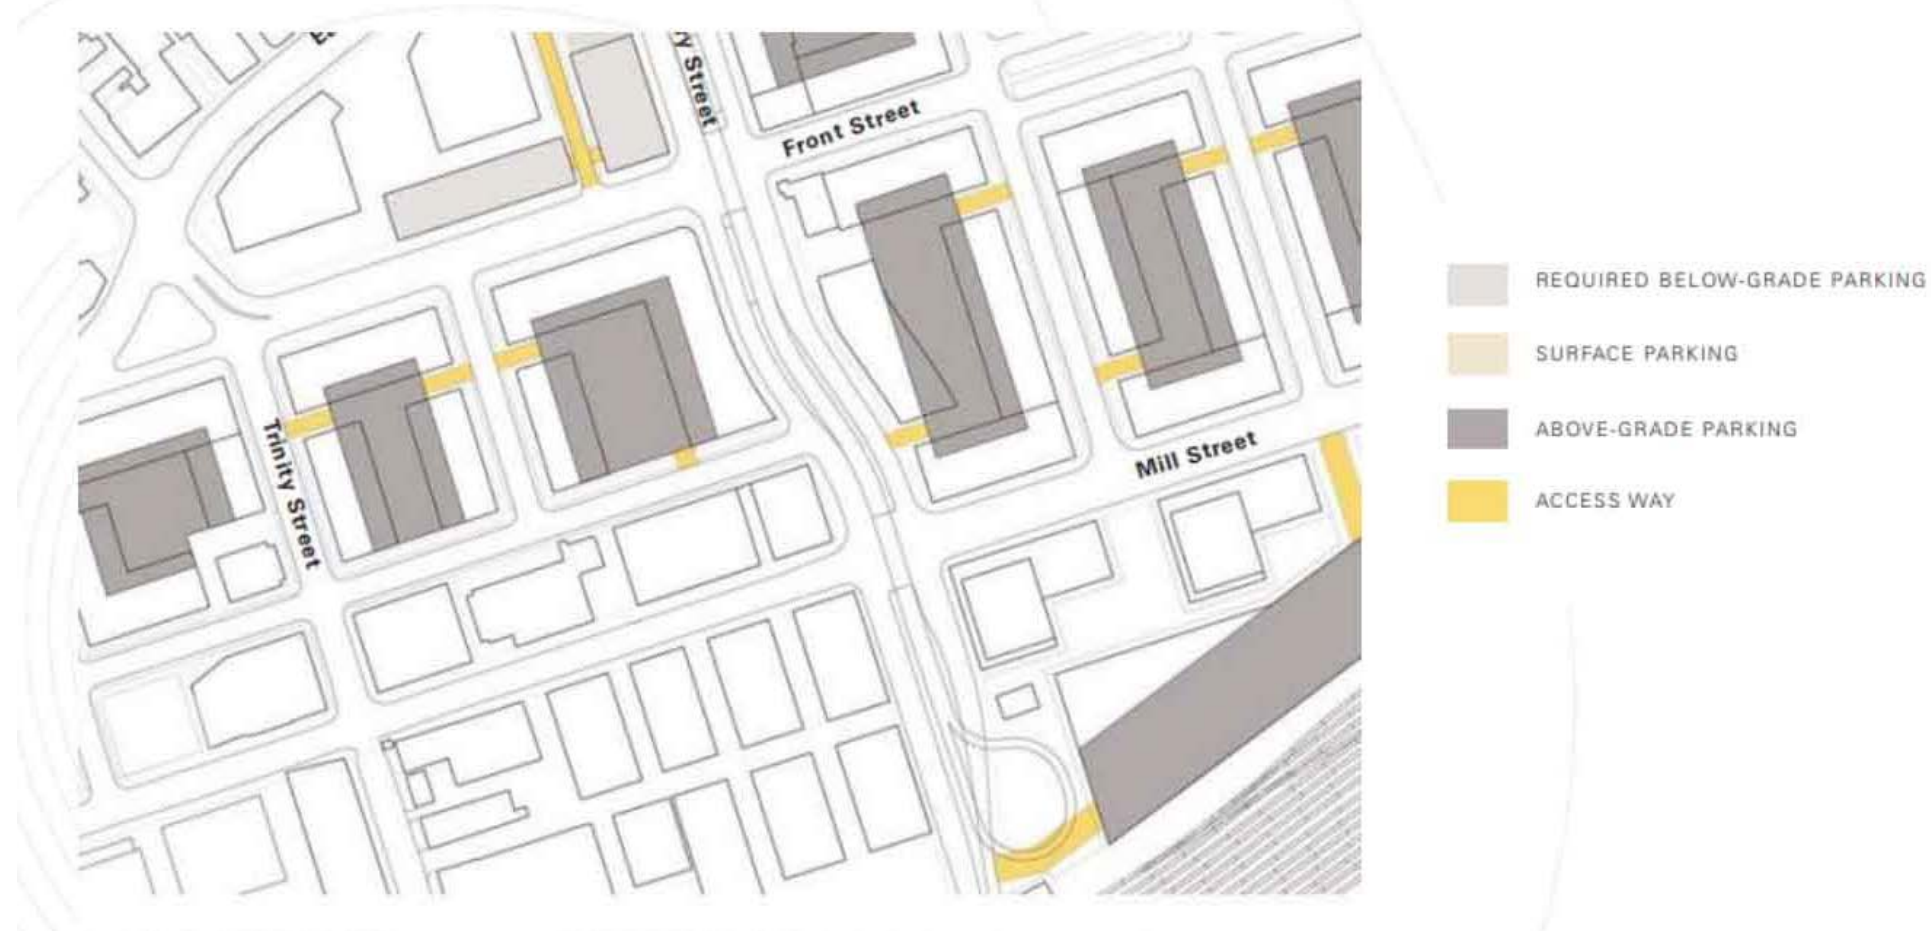 Street
Front Street
Trinity Street
Mill Street
REQUIRED BELOW-GRADE PARKING
SURFACE PARKING
ABOVE-GRADE PARKING
ACCESS WAY